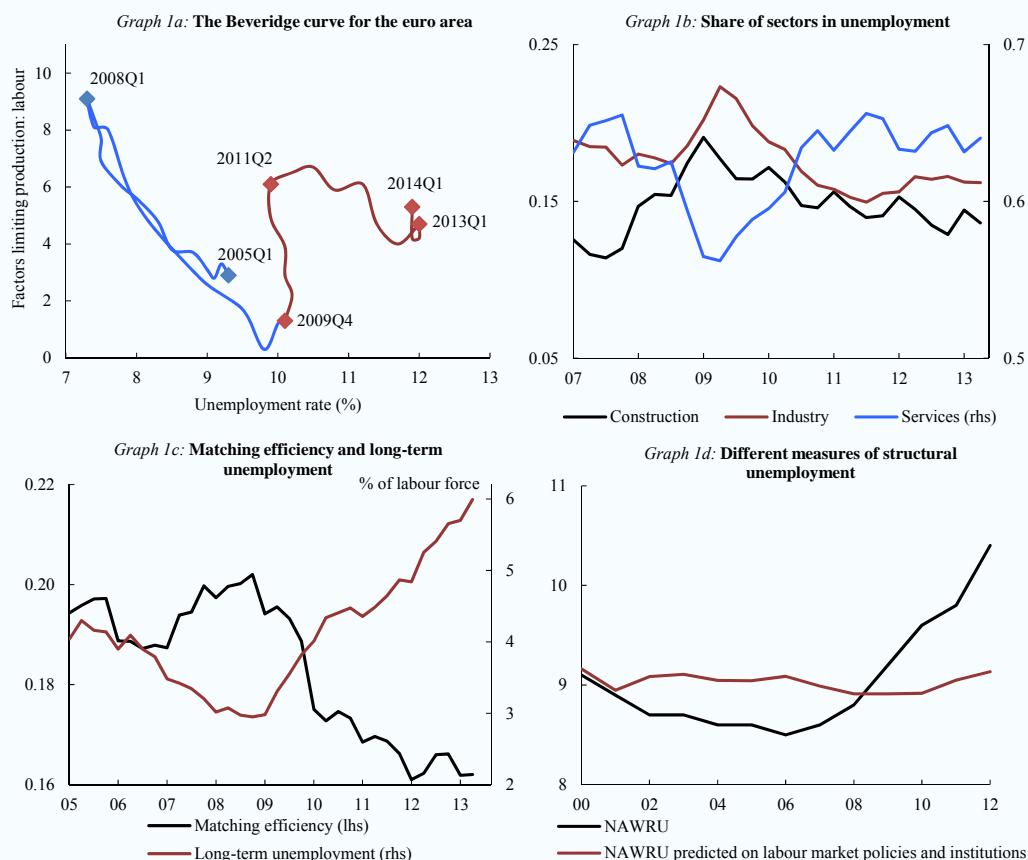 Graph 1a: The Beveridge curve for the euro area
Factors limiting production: labour
10
8
6
4
2
0
2008Q1
2011Q2
2014Q1
2013Q1
2005Q1
2009Q4
7 8 9 10 11 12 13
Unemployment rate (%)
Graph 1b: Share of sectors in unemployment
0.25 0.7
0.15 0.6
0.05 0.5
07 08 09 10 11 12 13
Construction Industry Services (rhs)
Graph 1c: Matching efficiency and long-term
unemployment
% of labour force
0.22
0.20
0.18
0.16
6
5
4
3
2
05 06 07 08 09 10 11 12 13
Matching efficiency (lhs)
Long-term unemployment (rhs)
Graph 1d: Different measures of structural
unemployment
11
10
9
8
00 02 04 06 08 10 12
NAWRU
NAWRU predicted on labour market policies and institutions